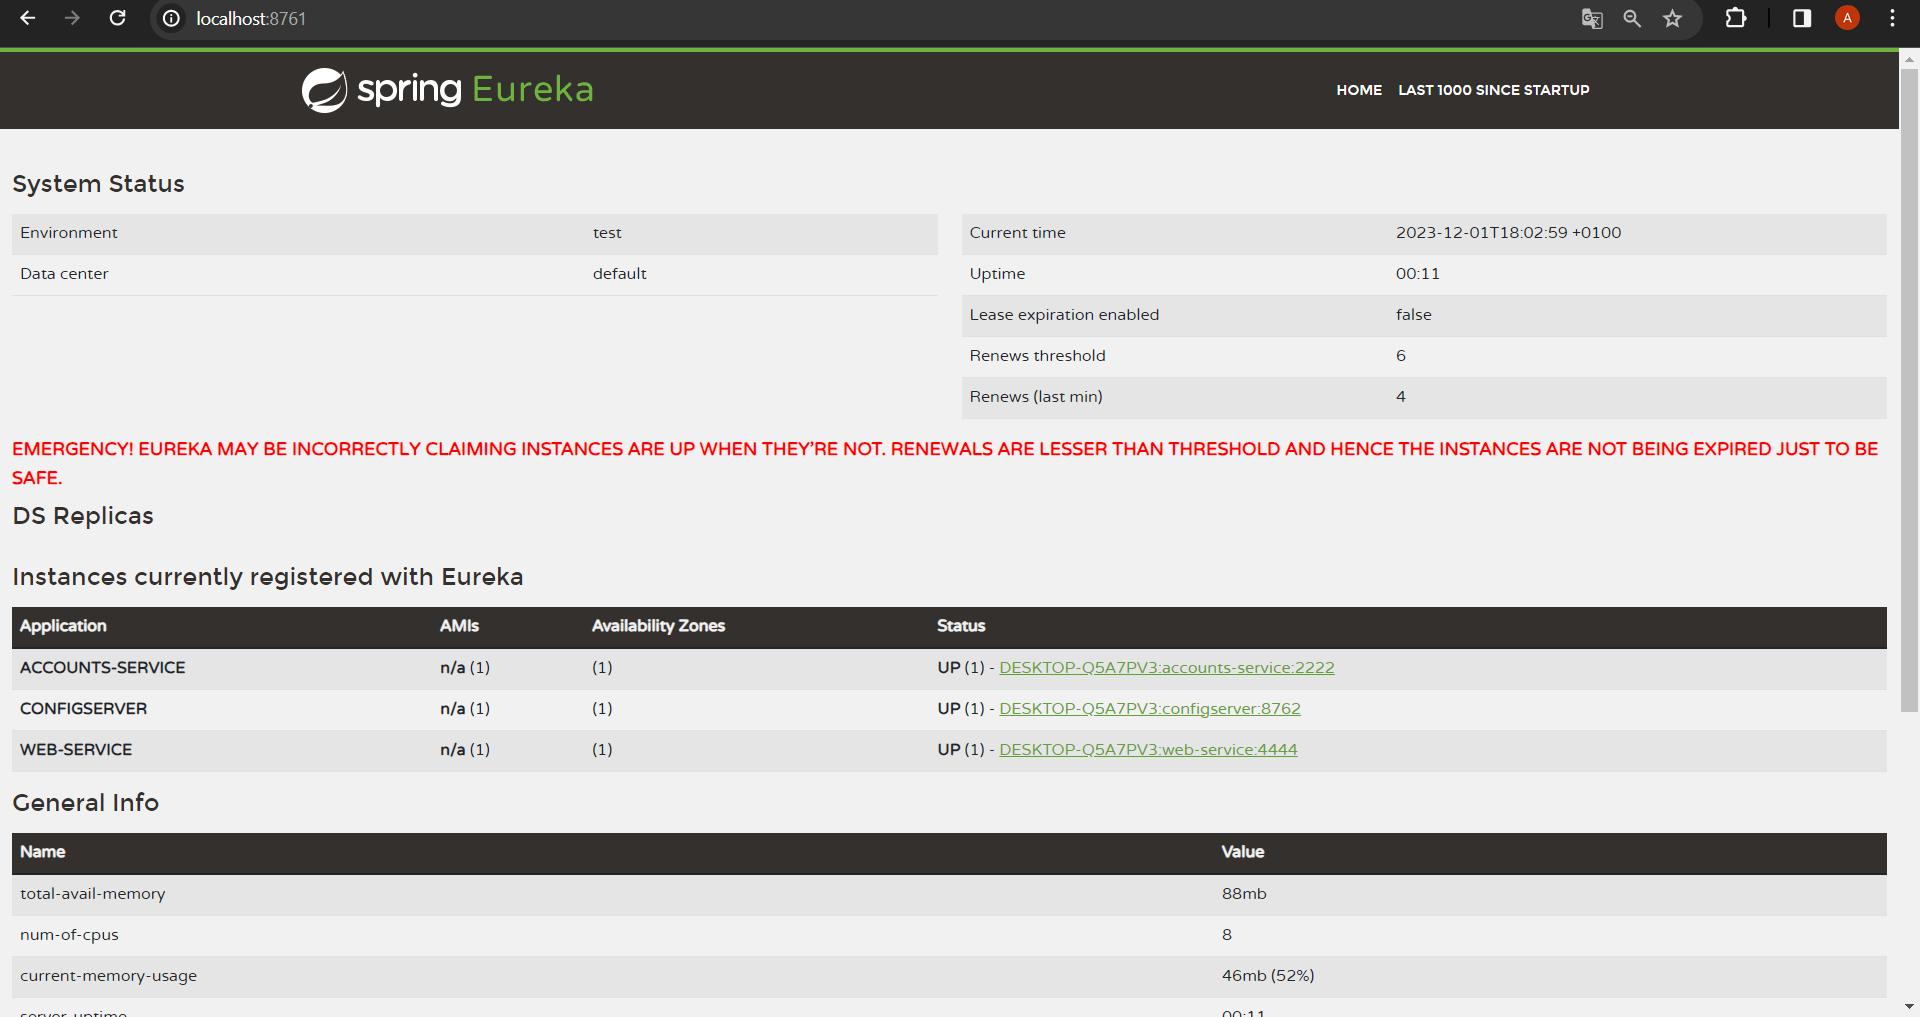 localhost:8761
A
spring Eureka
HOME LAST 1000 SINCE STARTUP
System Status
Environment test
Data center default
Current time 2023-12-01T18:02:59 +0100
Uptime 00:11
Lease expiration enabled false
Renews threshold 6
Renews (last min) 4
EMERGENCY! EUREKA MAY BE INCORRECTLY CLAIMING INSTANCES ARE UP WHEN THEY'RE NOT. RENEWALS ARE LESSER THAN THRESHOLD AND HENCE THE INSTANCES ARE NOT BEING EXPIRED JUST TO BE
SAFE.
DS Replicas
Instances currently registered with Eureka
Application AMIs Availability Zones Status
ACCOUNTS-SERVICE n/a (1) (1) UP (1) - DESKTOP-Q5A7PV3:accounts-service:2222
CONFIGSERVER n/a (1) (1) UP (1) - DESKTOP-Q5A7PV3:configserver:8762
WEB-SERVICE n/a (1) (1) UP (1) - DESKTOP-Q5A7PV3:web-service:4444
General Info
Name Value
total-avail-memory 88mb
num-of-cpus 8
current-memory-usage 46mb (52%)
server-uptime 00:11